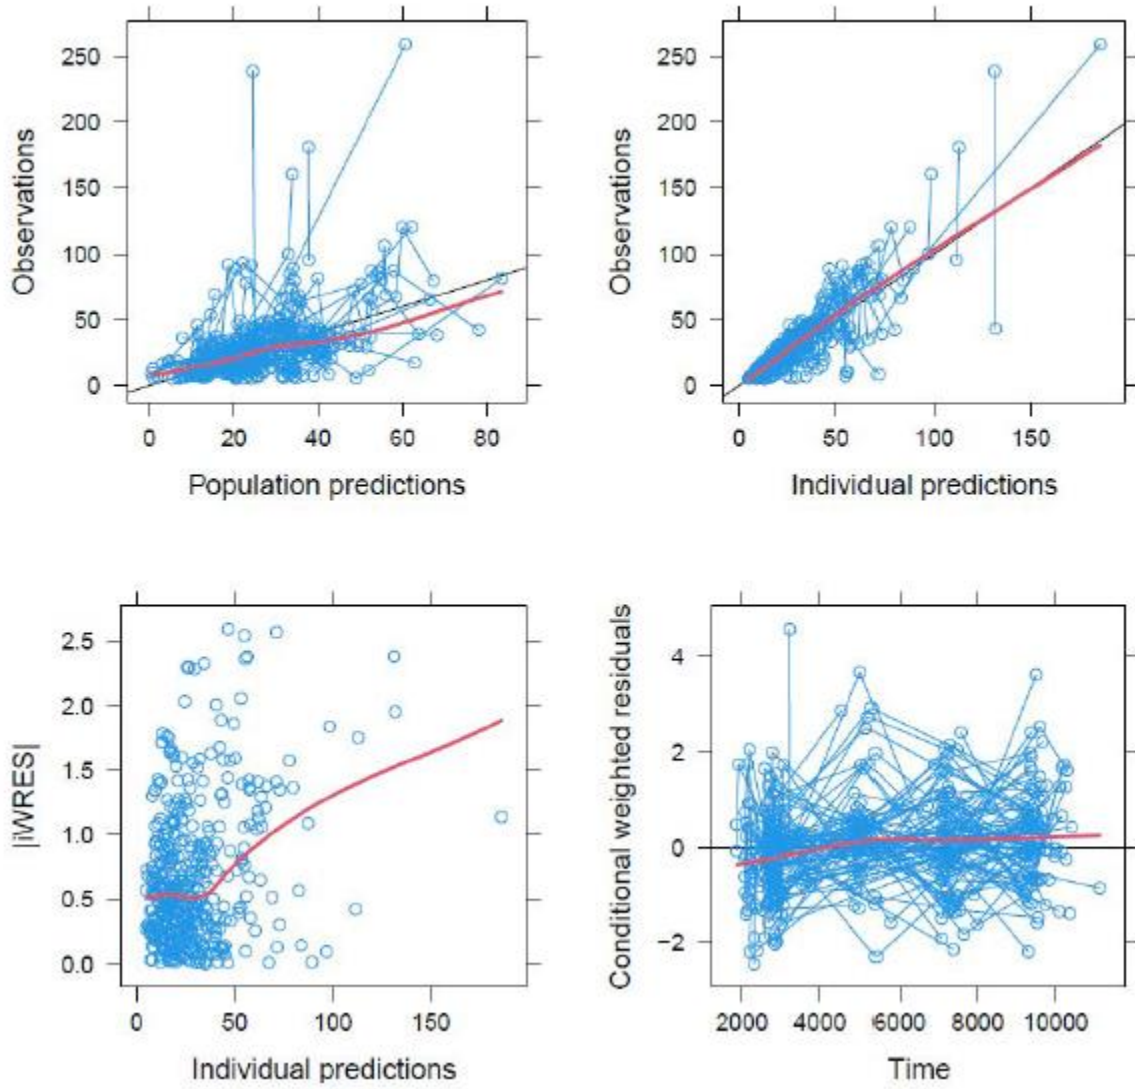 250
200
150
100
50
0
Observations
0 20 40 60 80
Population predictions
250
200
150
100
50
0
Observations
0 50 100 150
Individual predictions
2.5
2.0
1.5
1.0
0.5
0.0
|iWRES|
0 50 100 150
Individual predictions
4
2
0
−2
Conditional weighted residuals
2000 4000 6000 8000 10000
Time